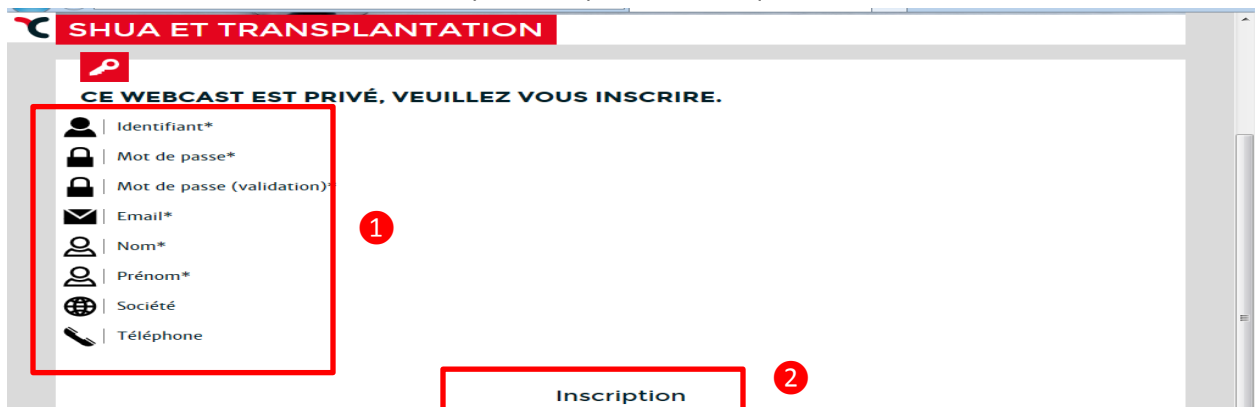 SHUA ET TRANSPLANTATION
CE WEBCAST EST PRIVÉ, VEUILLEZ VOUS INSCRIRE.
Identifiant*
Mot de passe*
Mot de passe (validation)*
Email*
1
Nom*
Prénom*
Société
Téléphone
2
Inscription